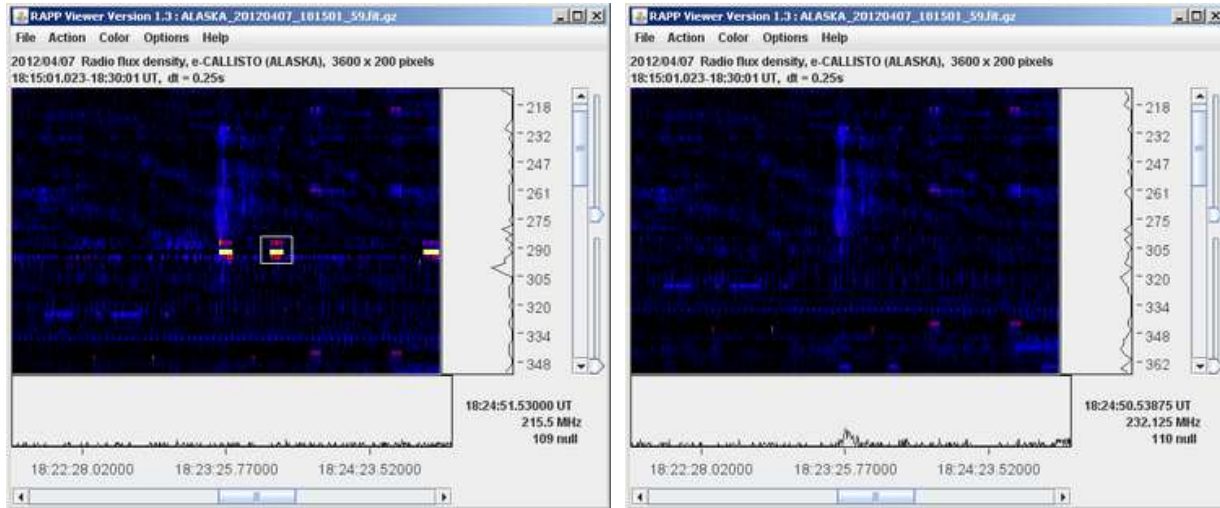 RAPP Viewer Version 1.3 : ALASKA_20120407_181501_59.fit.gz
File Action Color Options Help
2012/04/07 Radio flux density, e-CALLISTO (ALASKA), 3600 x 200 pixels
18:15:01.023-18:30:01 UT, dt = 0.25s
218
232
247
261
275
290
305
320
334
348
18:24:51.53000 UT
215.5 MHz
109 null
18:22:28.02000 18:23:25.77000 18:24:23.52000
RAPP Viewer Version 1.3 : ALASKA_20120407_181501_59.fit.gz
File Action Color Options Help
2012/04/07 Radio flux density, e-CALLISTO (ALASKA), 3600 x 200 pixels
18:15:01.023-18:30:01 UT, dt = 0.25s
218
232
247
261
275
290
305
320
334
348
362
18:24:50.53875 UT
232.125 MHz
110 null
18:22:28.02000 18:23:25.77000 18:24:23.52000